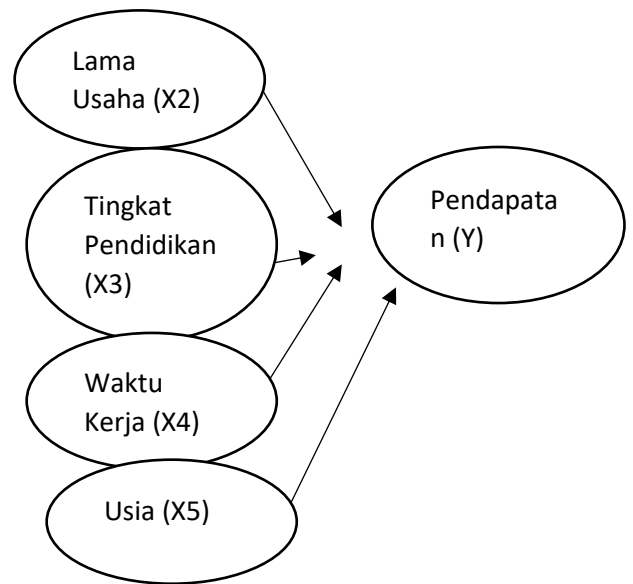 Lama
Usaha (X2)
Tingkat
Pendidikan
(X3)
Waktu
Kerja (X4)
Usia (X5)
Pendapata
n (Y)